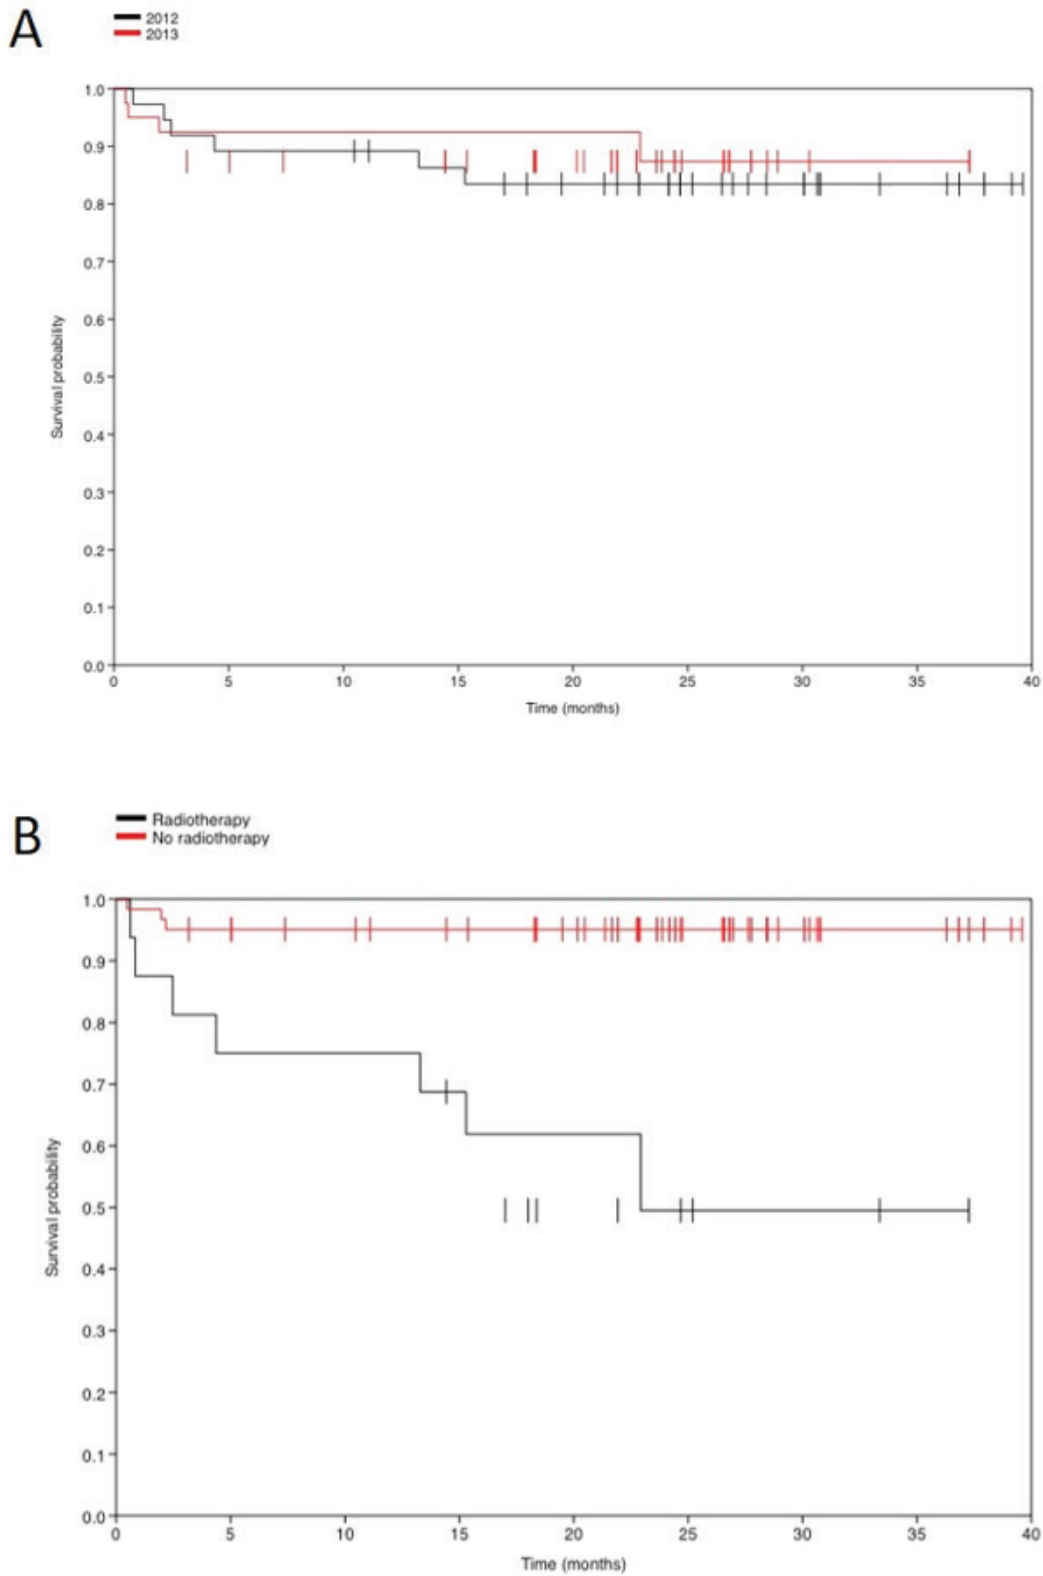 A
2012
2013
1.0
0.9
0.8
0.7
0.6
0.5
0.4
0.3
0.2
0.1
0.0
Survival probability
0 5 10 15 20 25 30 35 40
Time (months)
B
Radiotherapy
No radiotherapy
1.0
0.9
0.8
0.7
0.6
0.5
0.4
0.3
0.2
0.1
0.0
Survival probability
0 5 10 15 20 25 30 35 40
Time (months)